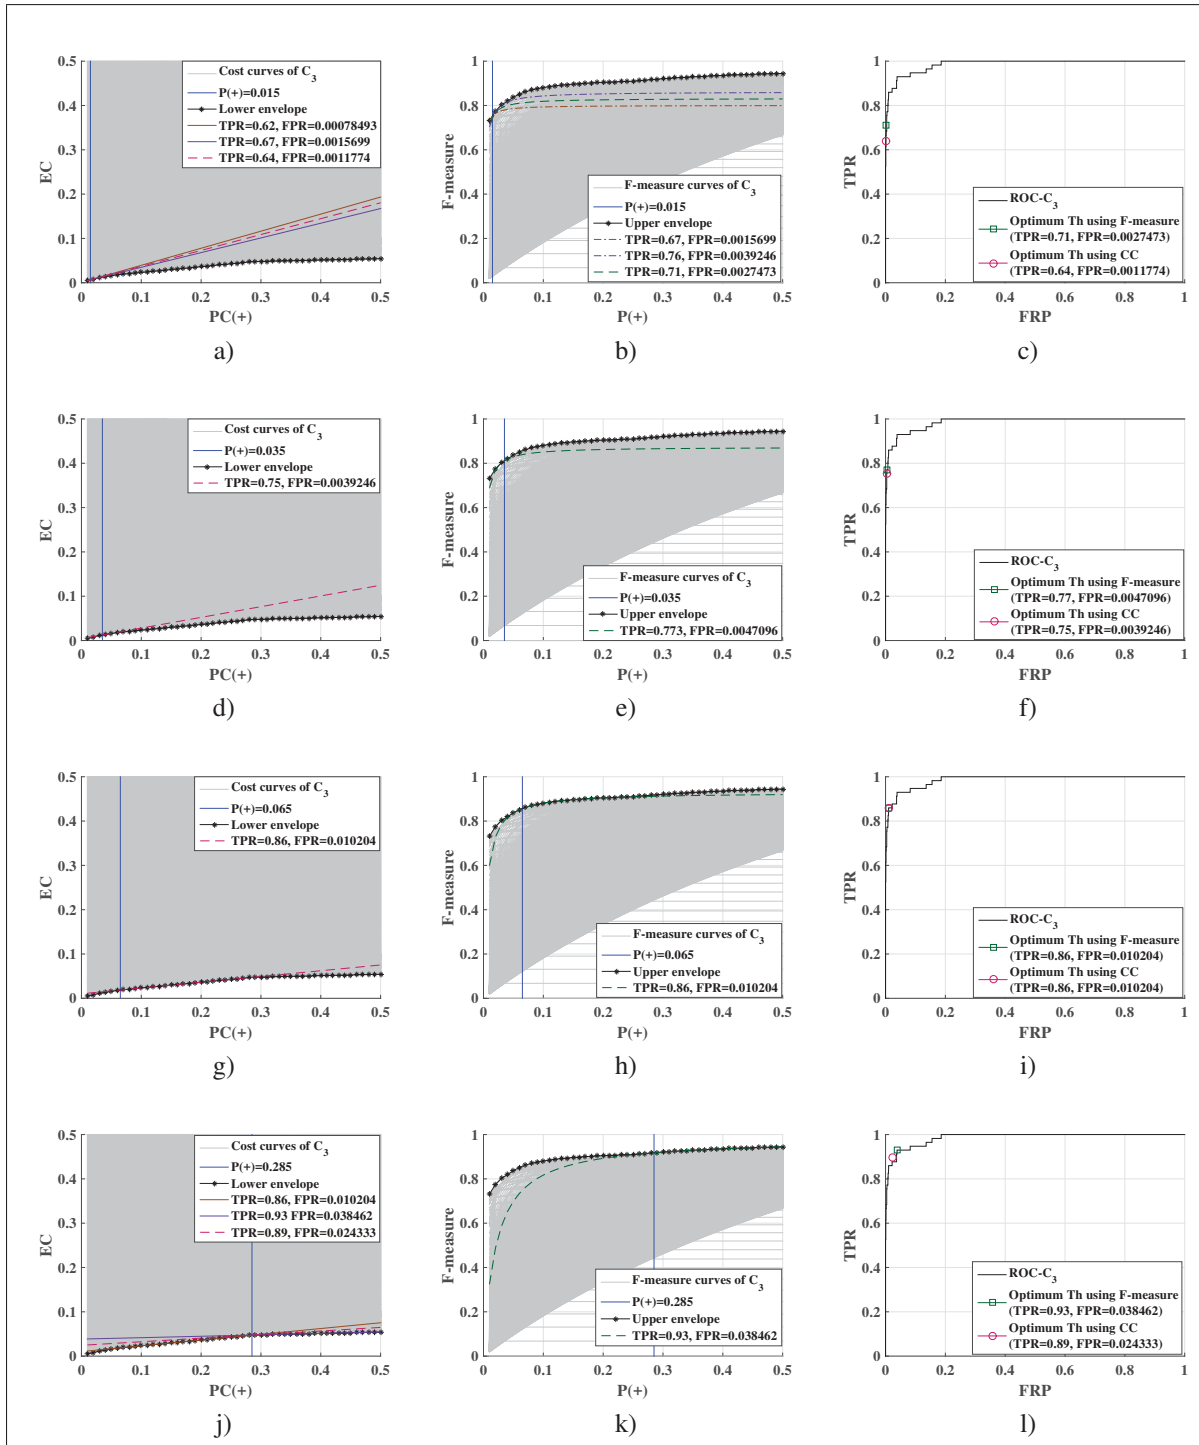 0.5
0.4
0.3
0.2
0.1
0
EC
0 0.1 0.2 0.3 0.4 0.5
PC(+)
Cost curves of C3
P(+)=0.015
Lower envelope
TPR=0.62, FPR=0.00078493
TPR=0.67, FPR=0.0015699
TPR=0.64, FPR=0.0011774
a)
1
0.8
0.6
0.4
0.2
0
F-measure
0 0.1 0.2 0.3 0.4 0.5
P(+)
F-measure curves of C3
P(+)=0.015
Upper envelope
TPR=0.67, FPR=0.0015699
TPR=0.76, FPR=0.0039246
TPR=0.71, FPR=0.0027473
b)
1
0.8
0.6
0.4
0.2
0
TPR
0 0.2 0.4 0.6 0.8 1
FRP
ROC-C3
Optimum Th using F-measure
(TPR=0.71, FPR=0.0027473)
Optimum Th using CC
(TPR=0.64, FPR=0.0011774)
c)
0.5
0.4
0.3
0.2
0.1
0
EC
0 0.1 0.2 0.3 0.4 0.5
PC(+)
Cost curves of C3
P(+)=0.035
Lower envelope
TPR=0.75, FPR=0.0039246
d)
1
0.8
0.6
0.4
0.2
0
F-measure
0 0.1 0.2 0.3 0.4 0.5
P(+)
F-measure curves of C3
P(+)=0.035
Upper envelope
TPR=0.773, FPR=0.0047096
e)
1
0.8
0.6
0.4
0.2
0
TPR
0 0.2 0.4 0.6 0.8 1
FRP
ROC-C3
Optimum Th using F-measure
(TPR=0.77, FPR=0.0047096)
Optimum Th using CC
(TPR=0.75, FPR=0.0039246)
f)
0.5
0.4
0.3
0.2
0.1
0
EC
0 0.1 0.2 0.3 0.4 0.5
PC(+)
Cost curves of C3
P(+)=0.065
Lower envelope
TPR=0.86, FPR=0.010204
g)
1
0.8
0.6
0.4
0.2
0
F-measure
0 0.1 0.2 0.3 0.4 0.5
P(+)
F-measure curves of C3
P(+)=0.065
Upper envelope
TPR=0.86, FPR=0.010204
h)
1
0.8
0.6
0.4
0.2
0
TPR
0 0.2 0.4 0.6 0.8 1
FRP
ROC-C3
Optimum Th using F-measure
(TPR=0.86, FPR=0.010204)
Optimum Th using CC
(TPR=0.86, FPR=0.010204)
i)
0.5
0.4
0.3
0.2
0.1
0
EC
0 0.1 0.2 0.3 0.4 0.5
PC(+)
Cost curves of C3
P(+)=0.285
Lower envelope
TPR=0.86, FPR=0.010204
TPR=0.93 FPR=0.038462
TPR=0.89, FPR=0.024333
j)
1
0.8
0.6
0.4
0.2
0
F-measure
0 0.1 0.2 0.3 0.4 0.5
P(+)
F-measure curves of C3
P(+)=0.285
Upper envelope
TPR=0.93, FPR=0.038462
k)
1
0.8
0.6
0.4
0.2
0
TPR
0 0.2 0.4 0.6 0.8 1
FRP
ROC-C3
Optimum Th using F-measure
(TPR=0.93, FPR=0.038462)
Optimum Th using CC
(TPR=0.89, FPR=0.024333)
l)